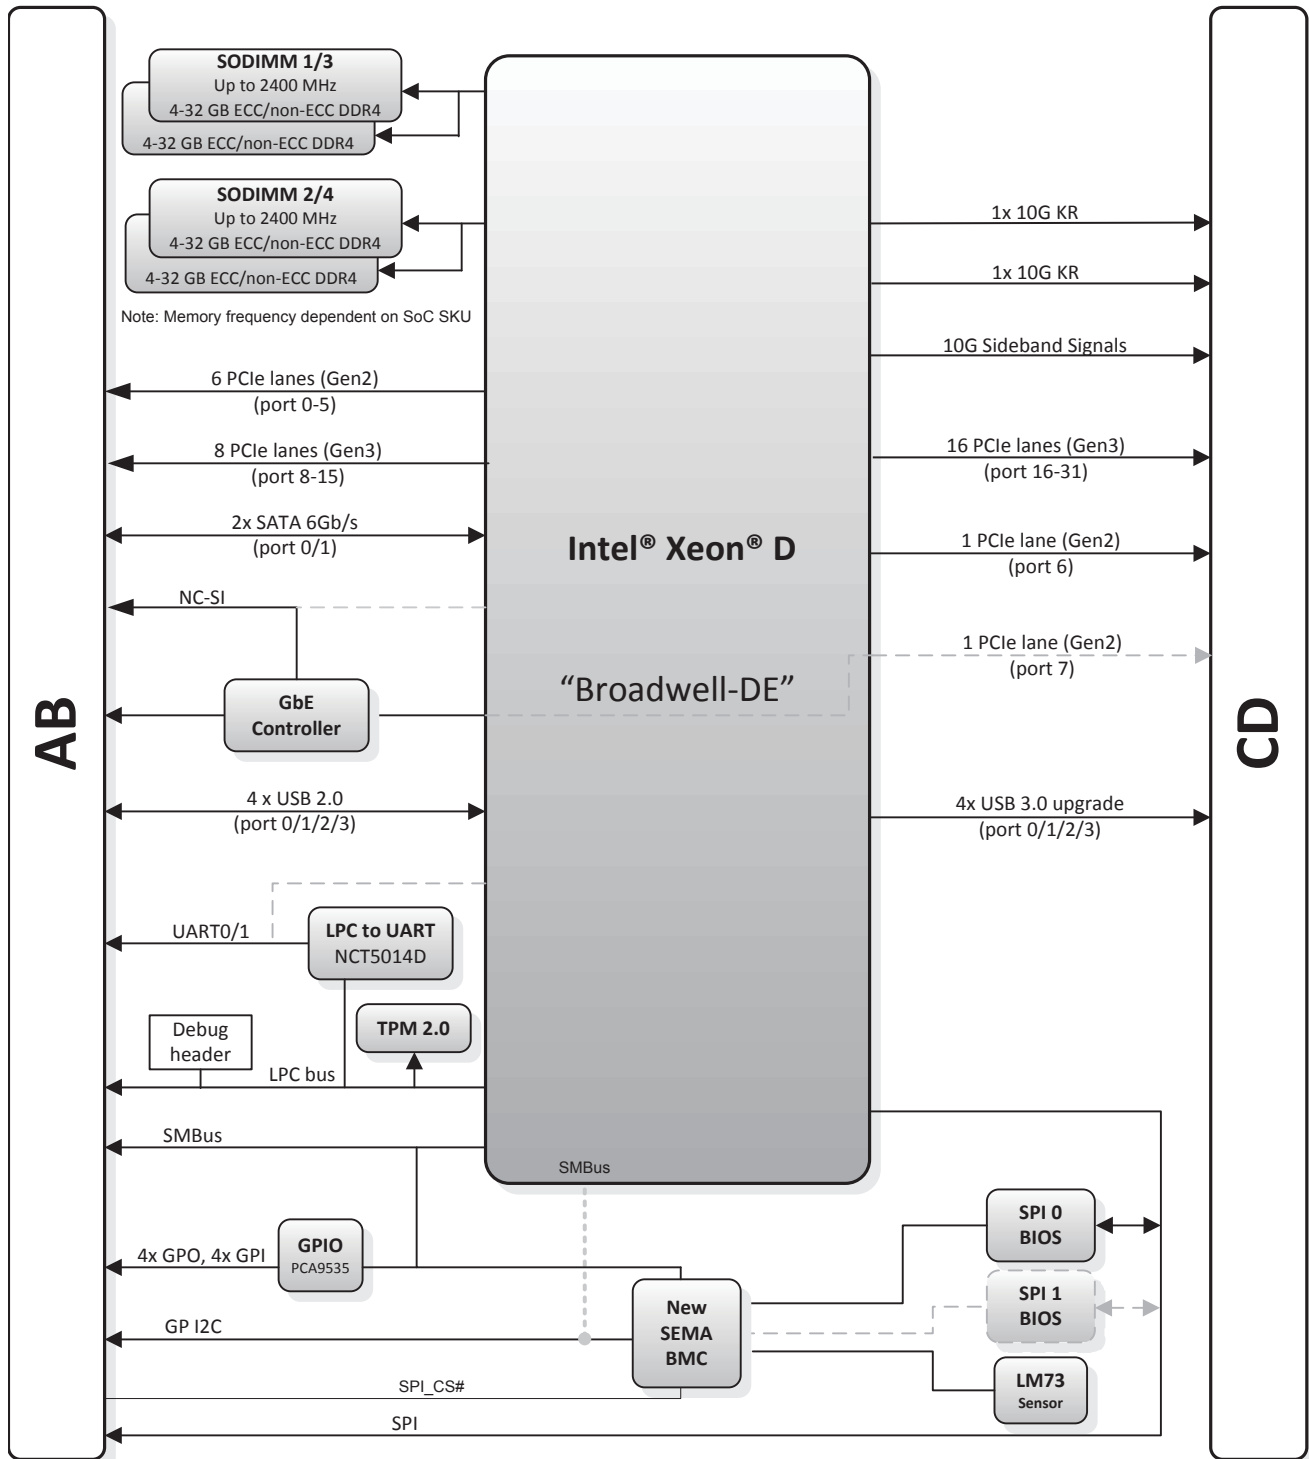 SODIMM 1/3
Up to 2400 MHz
4-32 GB ECC/non-ECC DDR4
4-32 GB ECC/non-ECC DDR4
SODIMM 2/4
Up to 2400 MHz
4-32 GB ECC/non-ECC DDR4
4-32 GB ECC/non-ECC DDR4
Note: Memory frequency dependent on SoC SKU
6 PCIe lanes (Gen2)
(port 0-5)
8 PCIe lanes (Gen3)
(port 8-15)
2x SATA 6Gb/s
(port 0/1)
NC-SI
GbE
Controller
AB
4 x USB 2.0
(port 0/1/2/3)
UART0/1
LPC to UART
NCT5014D
TPM 2.0
Debug
header
LPC bus
SMBus
4x GPO, 4x GPI
GPIO
PCA9535
GP I2C
SPI_CS#
SPI
Intel® Xeon® D
“Broadwell-DE”
SMBus
New
SEMA
BMC
1x 10G KR
1x 10G KR
10G Sideband Signals
16 PCIe lanes (Gen3)
(port 16-31)
1 PCIe lane (Gen2)
(port 6)
1 PCIe lane (Gen2)
(port 7)
4x USB 3.0 upgrade
(port 0/1/2/3)
CD
SPI 0
BIOS
SPI 1
BIOS
LM73
Sensor